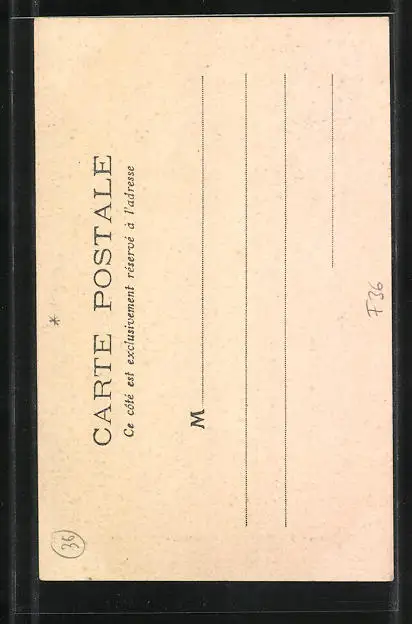 *
CARTE POSTALE
Ce côté est exclusivement réservé à l'adresse
M
36
F36